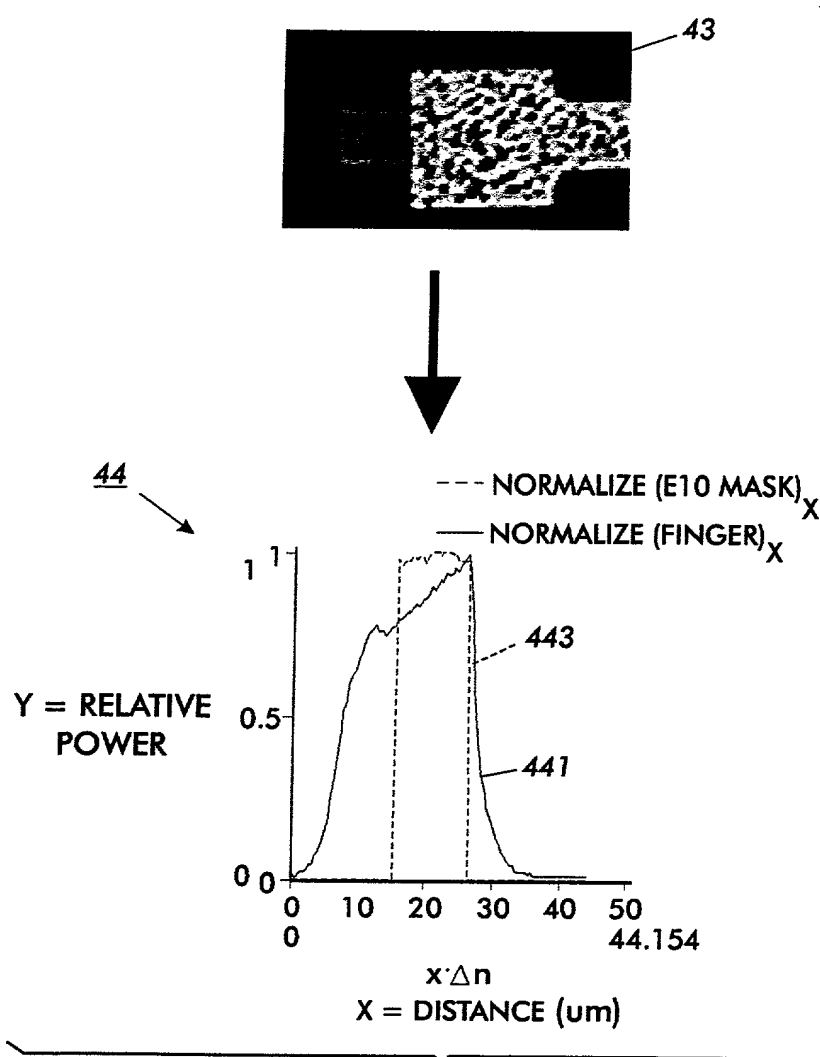 43
44
NORMALIZE (E10 MASK)X
NORMALIZE (FINGER)X
1 1
443
Y = RELATIVE
POWER
0.5
441
0 0
0 10 20 30 40 50
0 44.154
x·Δn
X = DISTANCE (um)